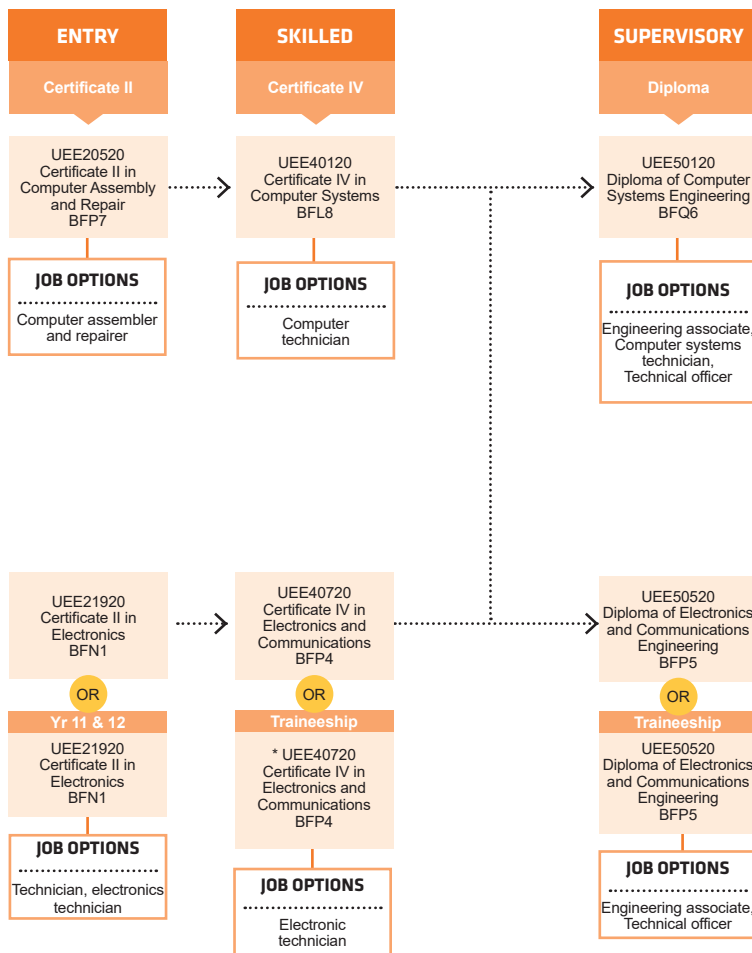 ENTRY
Certificate II
SKILLED
Certificate IV
SUPERVISORY
Diploma
UEE20520
Certificate II in
Computer Assembly
and Repair
BFP7
JOB OPTIONS
Computer assembler
and repairer
UEE40120
Certificate IV in
Computer Systems
BFL8
JOB OPTIONS
Computer
technician
UEE50120
Diploma of Computer
Systems Engineering
BFQ6
JOB OPTIONS
Engineering associate,
Computer systems
technician,
Technical officer
UEE21920
Certificate II in
Electronics
BFN1
OR
Yr 11 & 12
UEE21920
Certificate II in
Electronics
BFN1
JOB OPTIONS
Technician, electronics
technician
UEE40720
Certificate IV in
Electronics and
Communications
BFP4
OR
Traineeship
* UEE40720
Certificate IV in
Electronics and
Communications
BFP4
JOB OPTIONS
Electronic
technician
UEE50520
Diploma of Electronics
and Communications
Engineering
BFP5
OR
Traineeship
UEE50520
Diploma of Electronics
and Communications
Engineering
BFP5
JOB OPTIONS
Engineering associate,
Technical officer